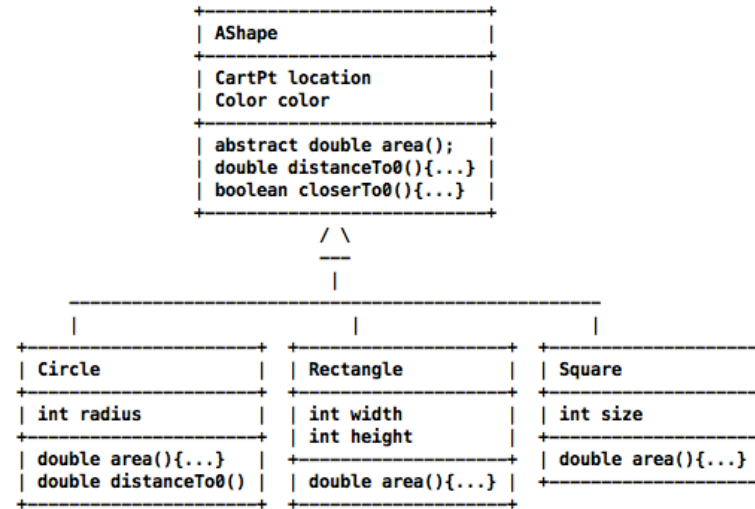 AShape
CartPt location
Color color
abstract double area();
double distanceTo0(){...}
boolean closerTo0(){...}
Circle
int radius
double area(){...}
double distanceTo0()
Rectangle
int width
int height
double area(){...}
Square
int size
double area(){...}